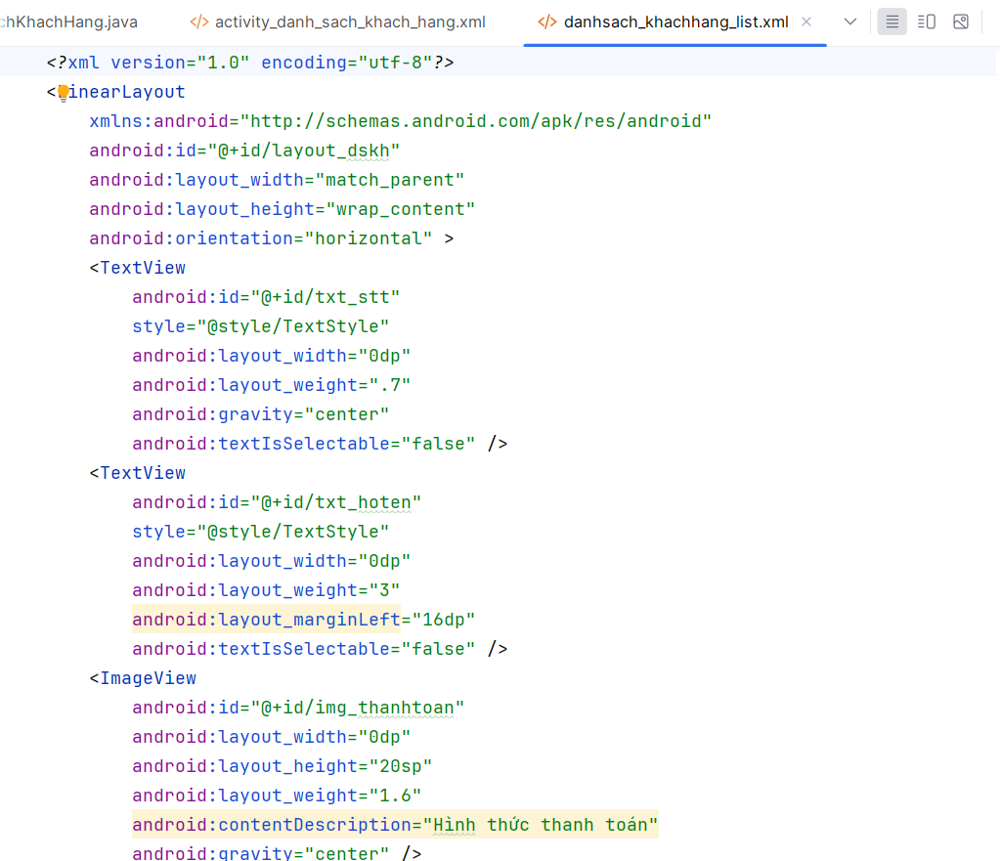 chKhachHang.java </> activity_danh_sach_khach_hang.xml </> danhsach_khachhang_list.xml
<?xml version="1.0" encoding="utf-8"?>
<LinearLayout
xmlns:android="http://schemas.android.com/apk/res/android"
android:id="@+id/layout_dskh"
android:layout_width="match_parent"
android:layout_height="wrap_content"
android:orientation="horizontal" >
<TextView
android:id="@+id/txt_stt"
style="@style/TextStyle"
android:layout_width="0dp"
android:layout_weight=".7"
android:gravity="center"
android:textIsSelectable="false" />
<TextView
android:id="@+id/txt_hoten"
style="@style/TextStyle"
android:layout_width="0dp"
android:layout_weight="3"
android:layout_marginLeft="16dp"
android:textIsSelectable="false" />
<ImageView
android:id="@+id/img_thanhtoan"
android:layout_width="0dp"
android:layout_height="20sp"
android:layout_weight="1.6"
android:contentDescription="Hình thức thanh toán"
android:gravity="center" />